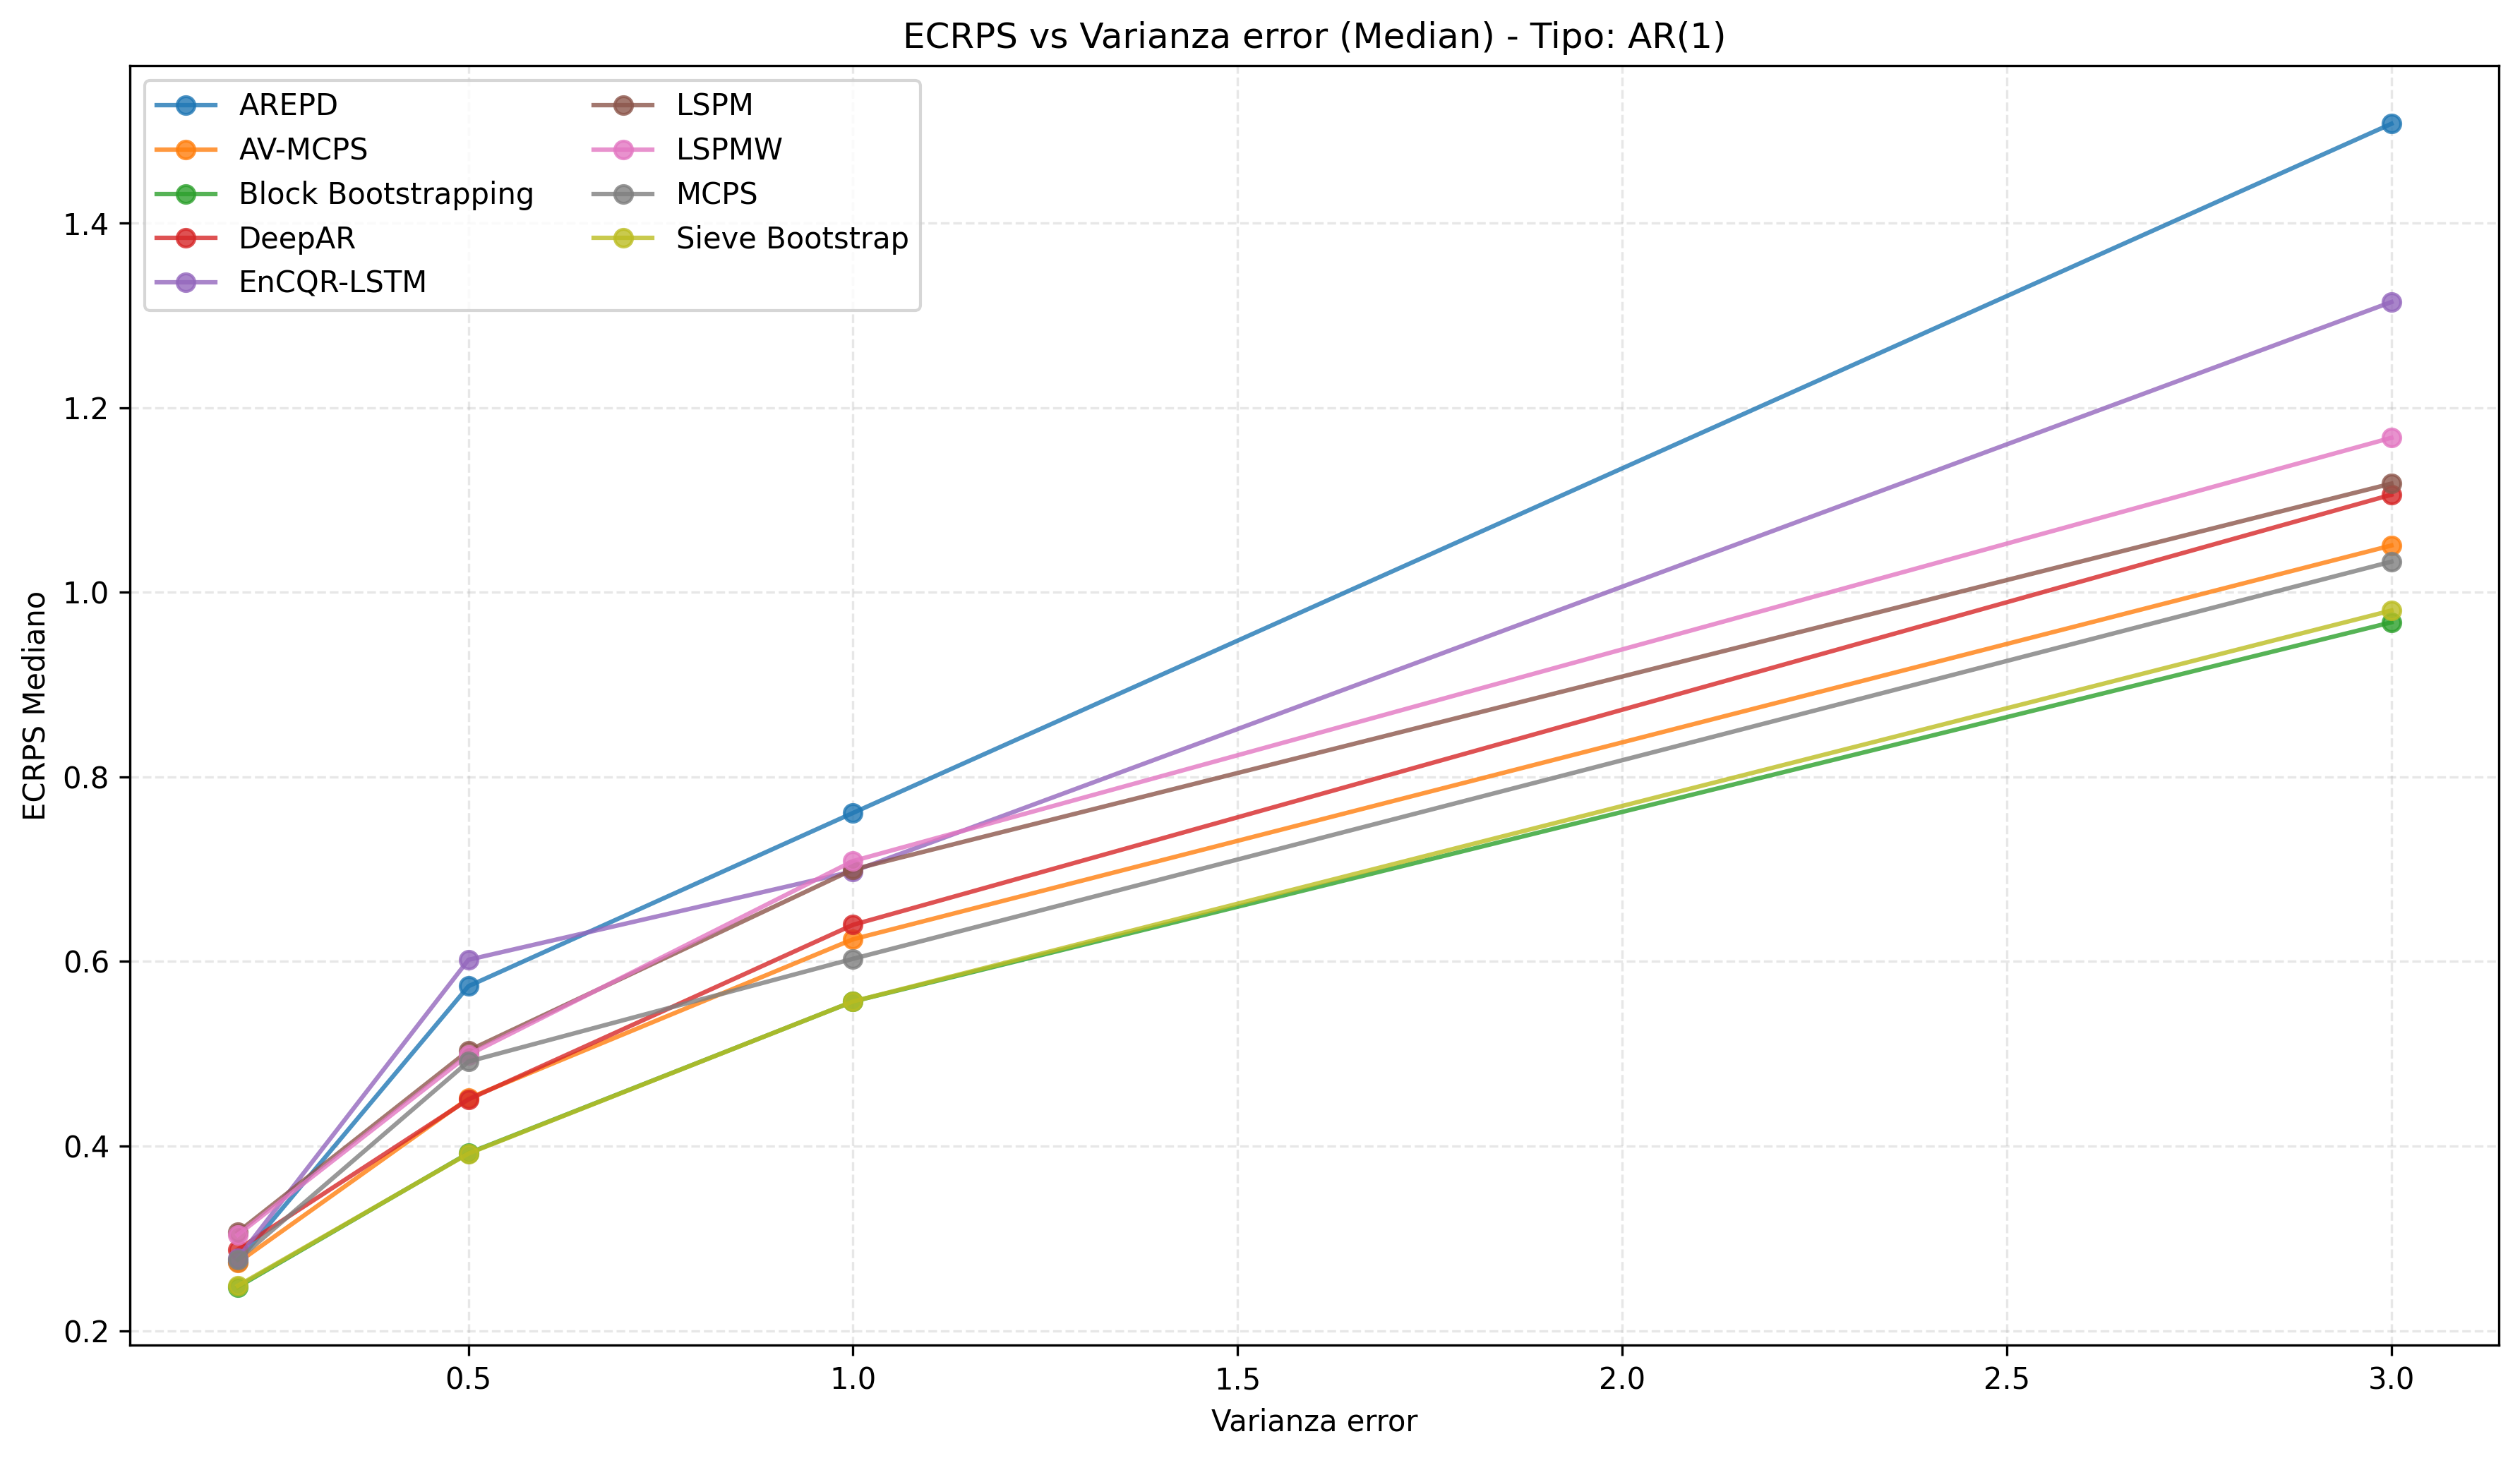 ECRPS vs Varianza error (Median) - Tipo: AR(1)
AREPD
AV-MCPS
Block Bootstrapping
DeepAR
EnCQR-LSTM
LSPM
LSPMW
MCPS
Sieve Bootstrap
ECRPS Mediano
1.4
1.2
1.0
0.8
0.6
0.4
0.2
0.5
1.0
1.5
2.0
2.5
3.0
Varianza error